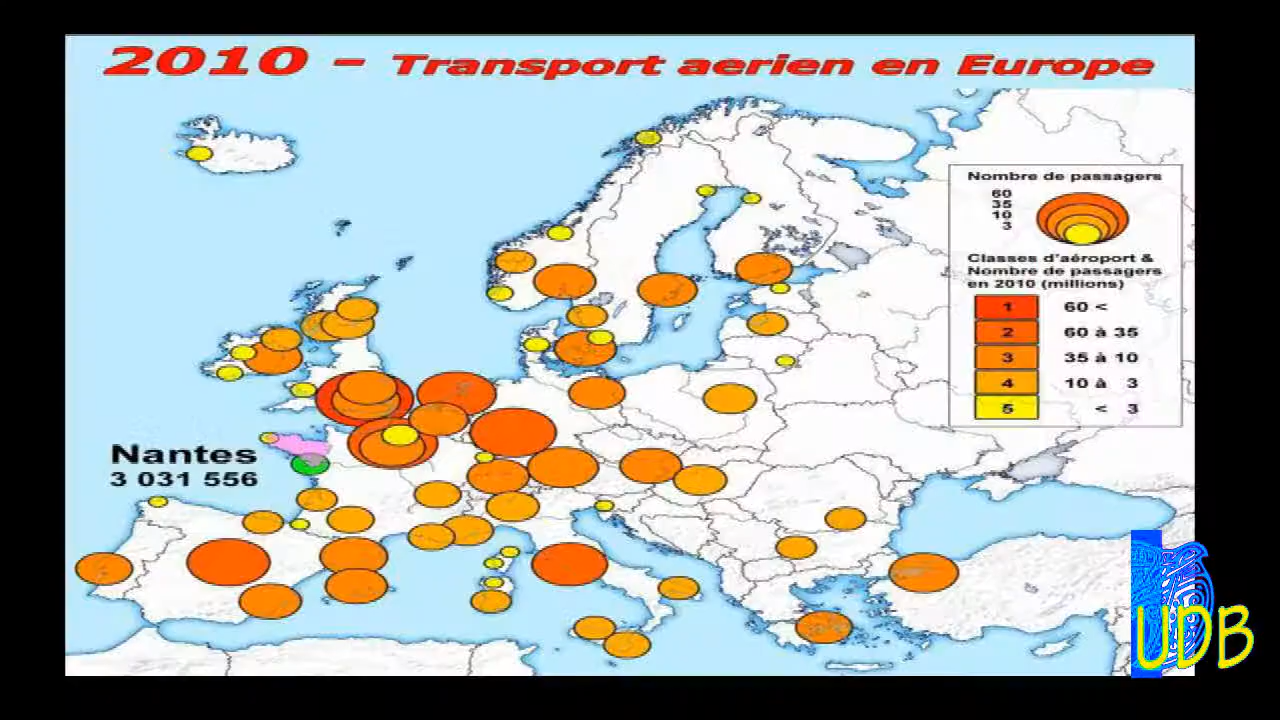 2010 - Transport aerien en Europe
Nombre de passagers
60
35
10
3
Classes d'aéroport &
Nombre de passagers
en 2010 (millions)
1 60 <
2 60 à 35
3 35 à 10
4 10 à 3
5 < 3
Nantes
3 031 556
UDB